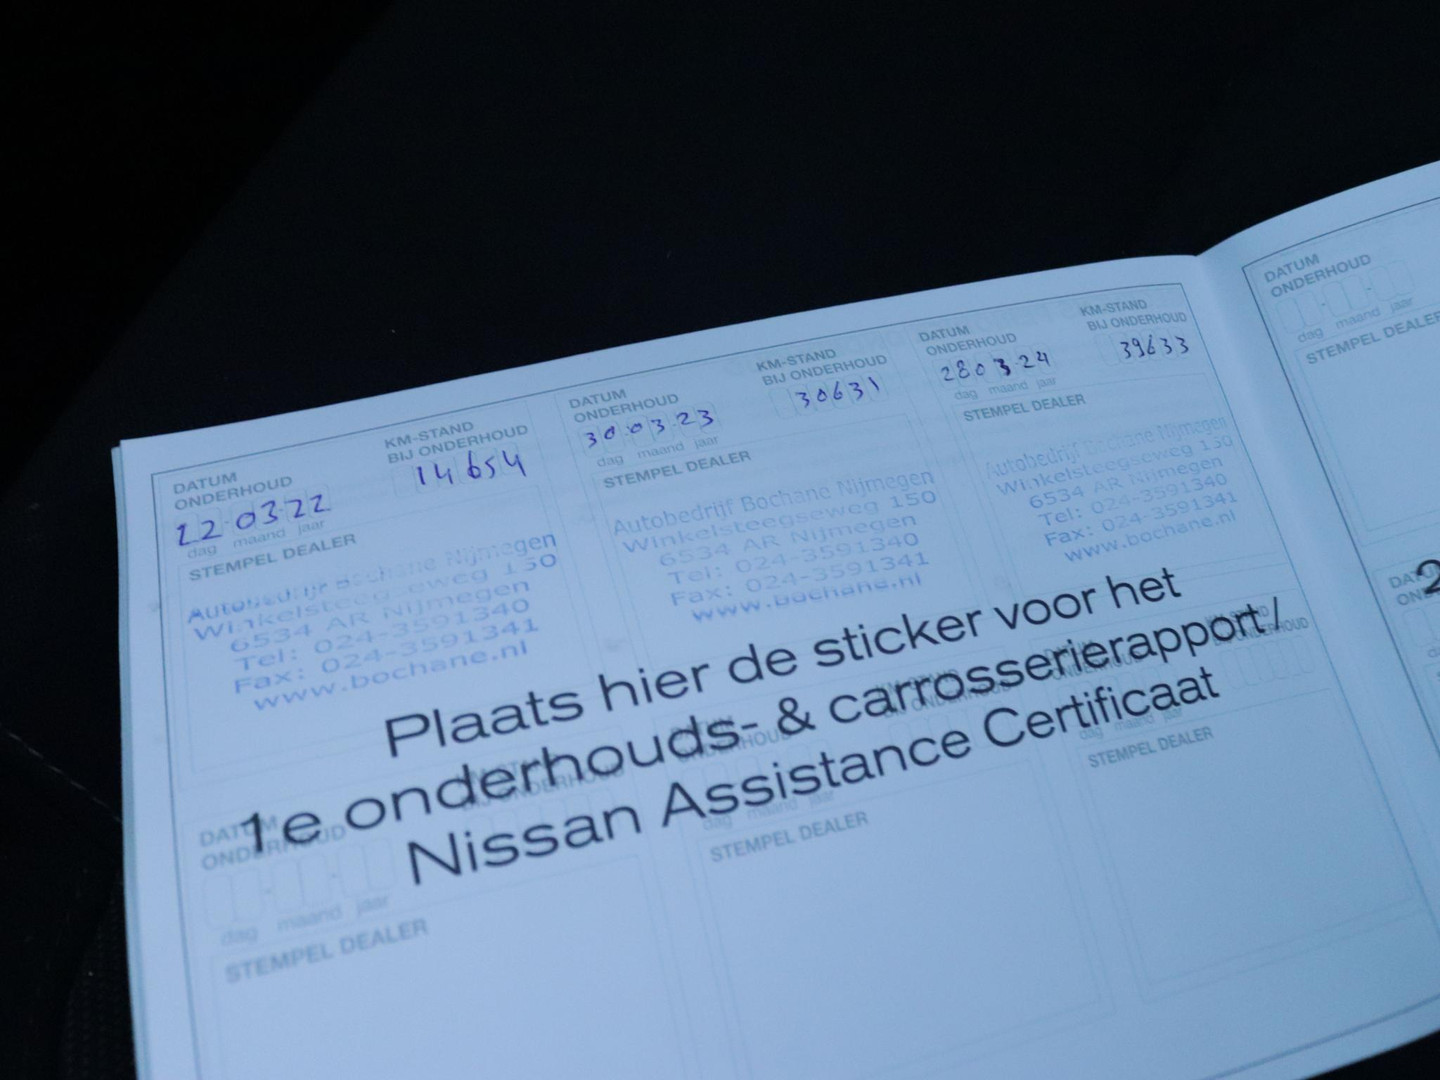 DATUM
ONDERHOUD
22 03 22
dag maand jaar
KM-STAND
BIJ ONDERHOUD
14654
STEMPEL DEALER
Autobedrijf Bochane Nijmegen
Winkelsteegseweg 150
6534 AR Nijmegen
Tel: 024-3591340
Fax: 024-3591341
www.bochane.nl
DATUM
ONDERHOUD
30 03 23
dag maand jaar
KM-STAND
BIJ ONDERHOUD
30631
STEMPEL DEALER
Autobedrijf Bochane Nijmegen
Winkelsteegseweg 150
6534 AR Nijmegen
Tel: 024-3591340
Fax: 024-3591341
www.bochane.nl
DATUM
ONDERHOUD
28 03 24
dag maand jaar
KM-STAND
BIJ ONDERHOUD
39633
STEMPEL DEALER
Autobedrijf Bochane Nijmegen
Winkelsteegseweg 150
6534 AR Nijmegen
Tel: 024-3591340
Fax: 024-3591341
www.bochane.nl
Plaats hier de sticker voor het
1e onderhouds- & carrosserierapport/
Nissan Assistance Certificaat
DATUM
ONDERHOUD
dag maand jaar
STEMPEL DEALER
BIJ ONDERHOUD
STEMPEL DEALER
STEMPEL DEALER
DATUM
ONDERHOUD
dag maand jaar
STEMPEL DEALER
2